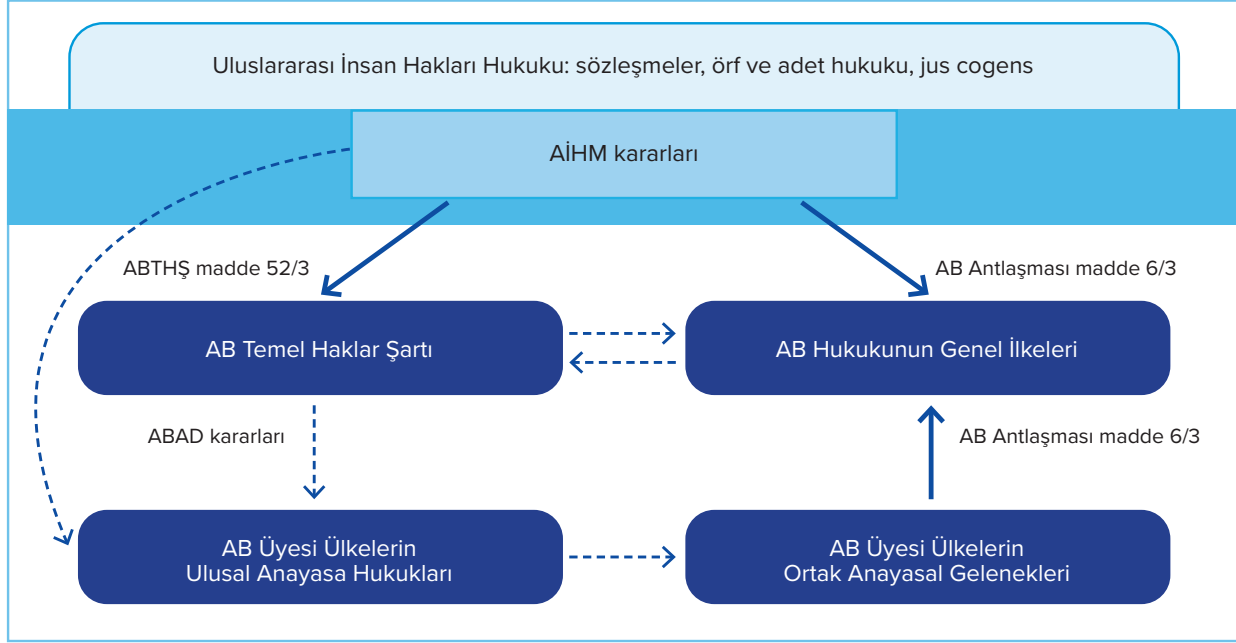 Uluslararası İnsan Hakları Hukuku: sözleşmeler, örf ve adet hukuku, jus cogens
AİHM kararları
ABTHŞ madde 52/3
AB Antlaşması madde 6/3
AB Temel Haklar Şartı
AB Hukukunun Genel İlkeleri
ABAD kararları
AB Antlaşması madde 6/3
AB Üyesi Ülkelerin
Ulusal Anayasa Hukukları
AB Üyesi Ülkelerin
Ortak Anayasal Gelenekleri